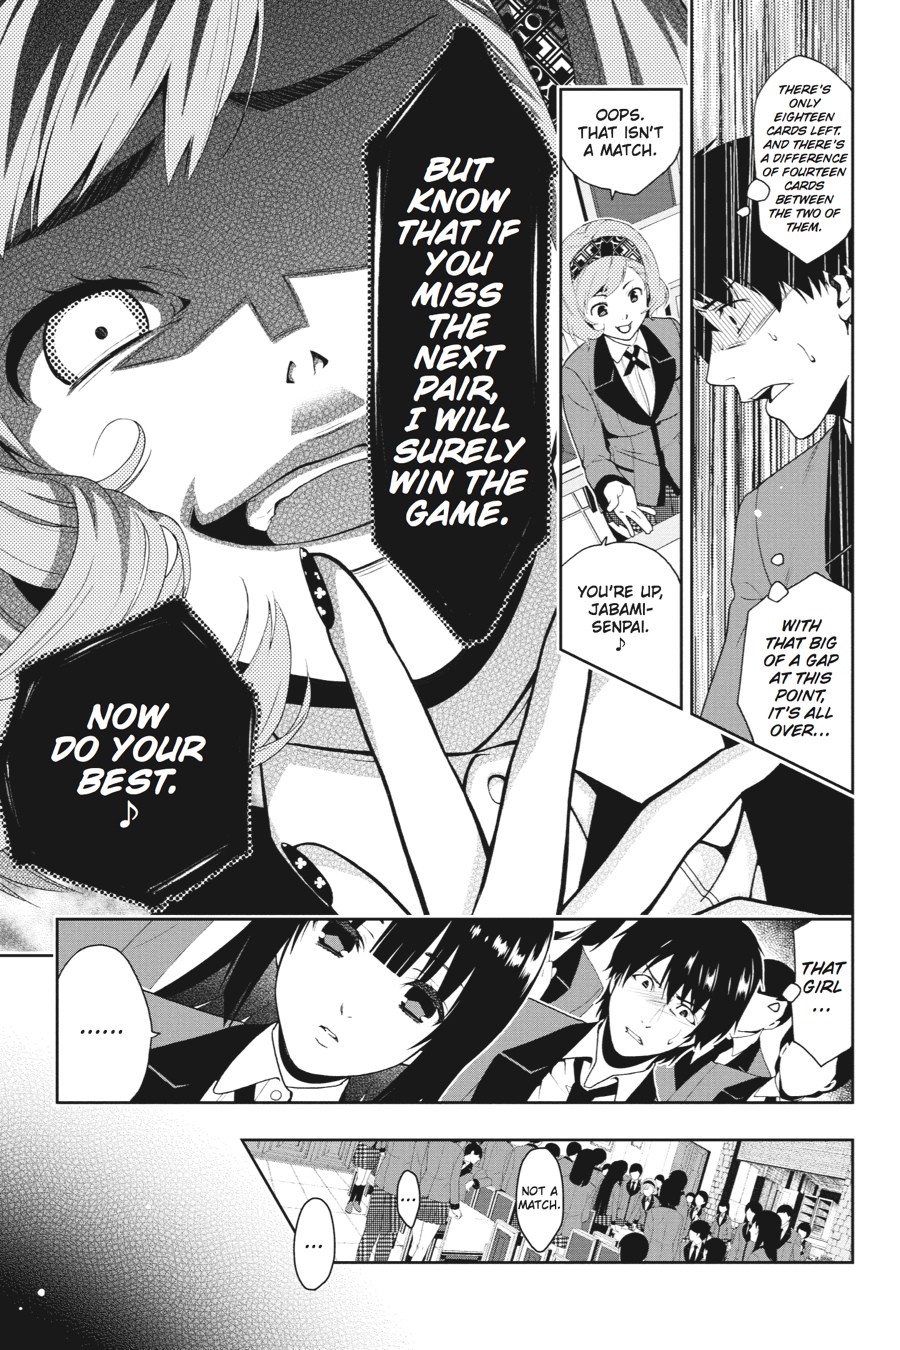 THERE'S
ONLY
EIGHTEEN
CARDS LEFT.
AND THERE'S
A DIFFERENCE
OF FOURTEEN
CARDS
BETWEEN
THE TWO OF
THEM.
WITH
THAT BIG
OF A GAP
AT THIS
POINT,
IT'S ALL
OVER...
OOPS.
THAT ISN'T
A MATCH.
YOU'RE UP,
JABAMI-
SENPAI.
♪
BUT
KNOW
THAT IF
YOU
MISS
THE
NEXT
PAIR,
I WILL
SURELY
WIN THE
GAME.
NOW
DO YOUR
BEST.
♪
THAT
GIRL
...
......
NOT A
MATCH.
...
...